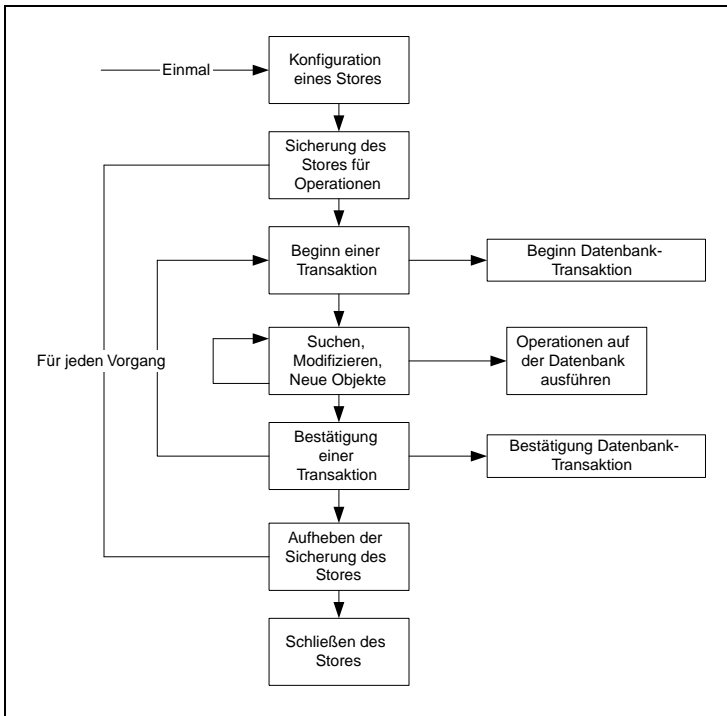 Einmal
Konfiguration
eines Stores
Sicherung des
Stores für
Operationen
Beginn einer
Transaktion
Beginn Datenbank-
Transaktion
Für jeden Vorgang
Suchen,
Modifizieren,
Neue Objekte
Operationen auf
der Datenbank
ausführen
Bestätigung
einer
Transaktion
Bestätigung Datenbank-
Transaktion
Aufheben der
Sicherung des
Stores
Schließen des
Stores